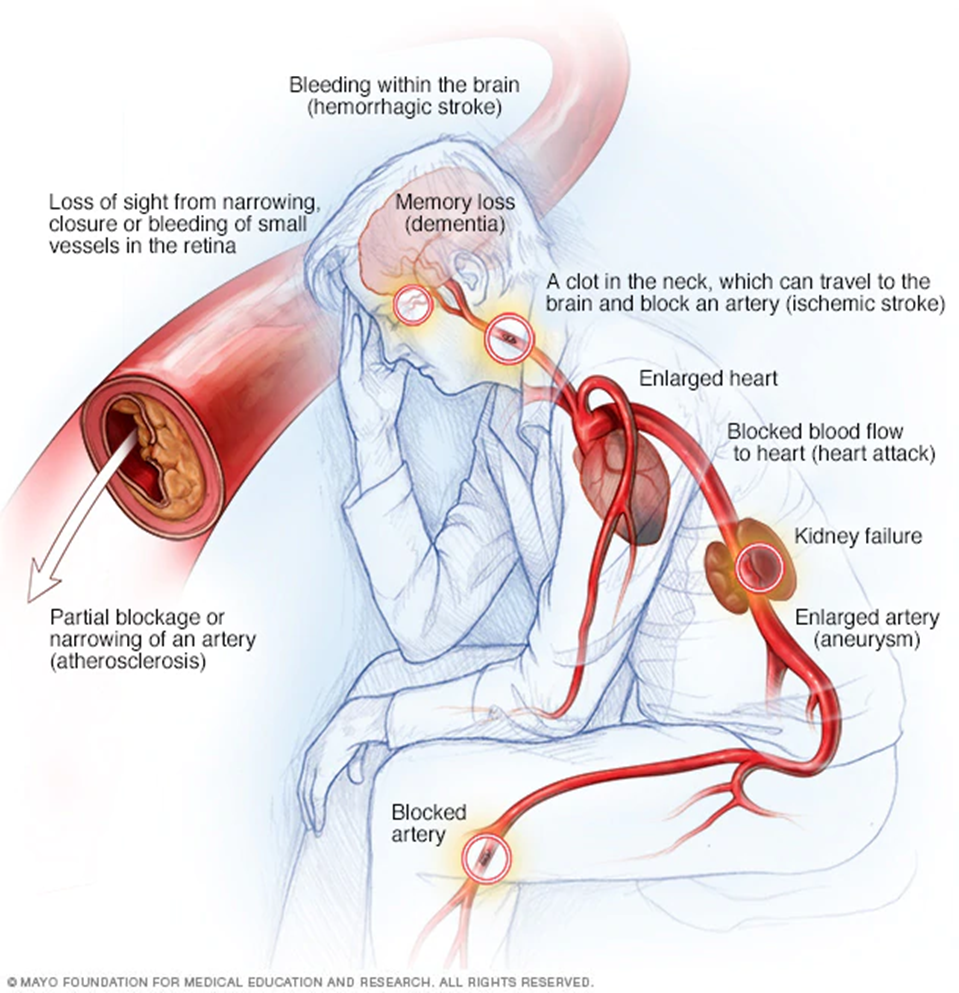 Bleeding within the brain
(hemorrhagic stroke)
Loss of sight from narrowing,
closure or bleeding of small
vessels in the retina
Memory loss
(dementia)
A clot in the neck, which can travel to the
brain and block an artery (ischemic stroke)
Enlarged heart
Blocked blood flow
to heart (heart attack)
Kidney failure
Enlarged artery
(aneurysm)
Partial blockage or
narrowing of an artery
(atherosclerosis)
Blocked
artery
© MAYO FOUNDATION FOR MEDICAL EDUCATION AND RESEARCH. ALL RIGHTS RESERVED.